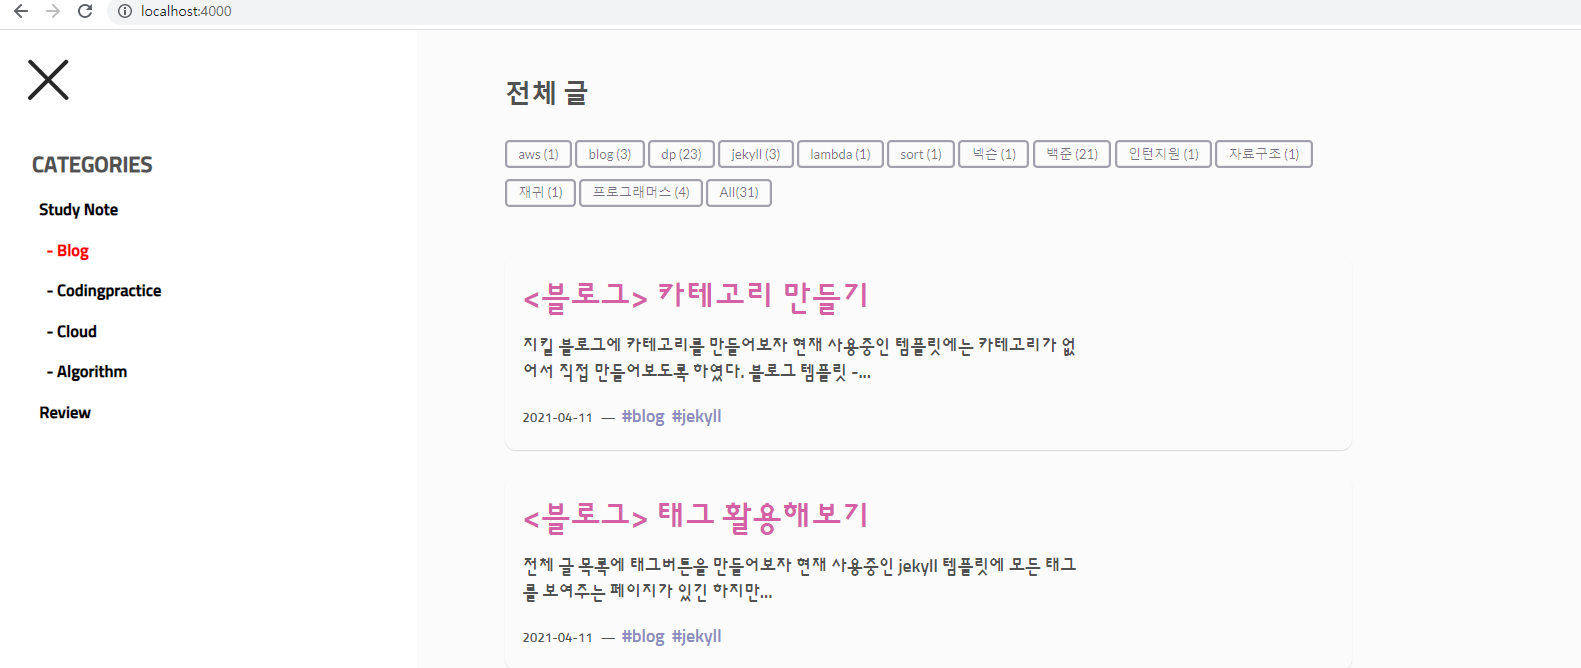 localhost:4000
CATEGORIES
Study Note
- Blog
- Codingpractice
- Cloud
- Algorithm
Review
전체 글
aws (1) blog (3) dp (23) jekyll (3) lambda (1) sort (1) 넥슨 (1) 백준 (21) 인턴지원 (1) 자료구조 (1)
재귀 (1) 프로그래머스 (4) All(31)
<블로그> 카테고리 만들기
지킬 블로그에 카테고리를 만들어보자 현재 사용중인 템플릿에는 카테고리가 없
어서 직접 만들어보도록 하였다. 블로그 템플릿 -...
2021-04-11 — #blog #jekyll
<블로그> 태그 활용해보기
전체 글 목록에 태그버튼을 만들어보자 현재 사용중인 jekyll 템플릿에 모든 태그
를 보여주는 페이지가 있긴 하지만...
2021-04-11 — #blog #jekyll